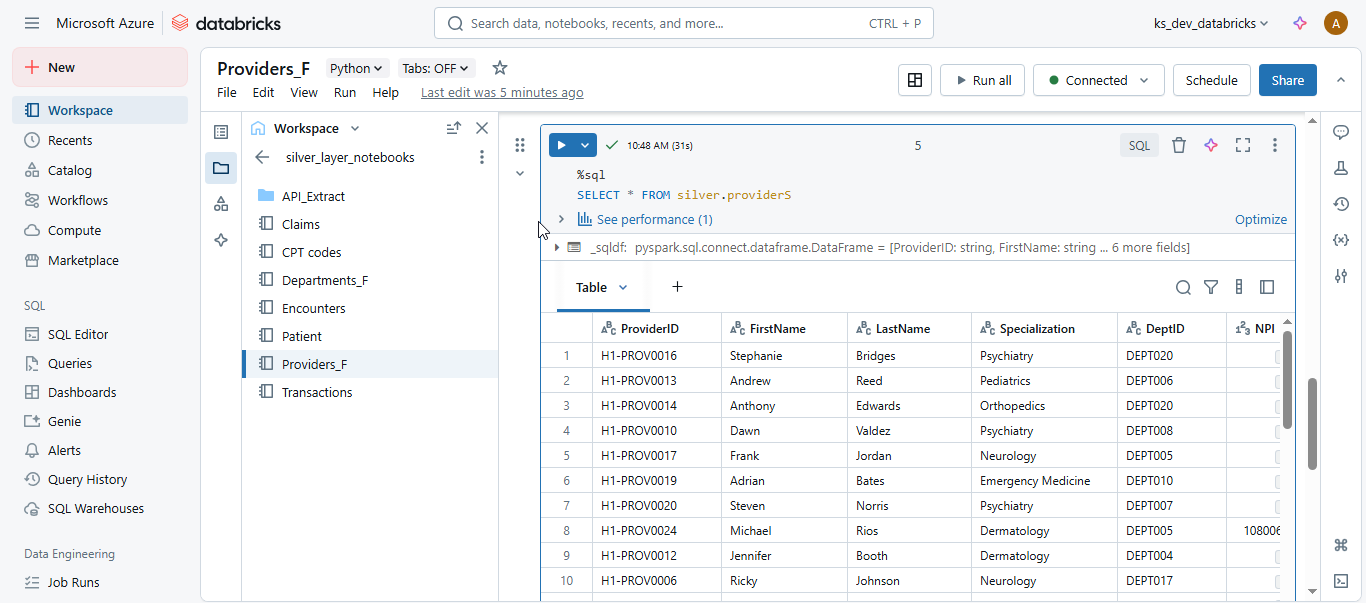 Microsoft Azure databricks
Search data, notebooks, recents, and more... CTRL + P
ks_dev_databricks
A
New
Workspace
Recents
Catalog
Workflows
Compute
Marketplace
SQL
SQL Editor
Queries
Dashboards
Genie
Alerts
Query History
SQL Warehouses
Data Engineering
Job Runs
Providers_F Python Tabs: OFF
File Edit View Run Help Last edit was 5 minutes ago
Run all Connected Schedule Share
Workspace
silver_layer_notebooks
API_Extract
Claims
CPT codes
Departments_F
Encounters
Patient
Providers_F
Transactions
10:48 AM (31s) 5 SQL
%sql
SELECT * FROM silver.providerS
See performance (1) Optimize
_sqldf: pyspark.sql.connect.dataframe.DataFrame = [ProviderID: string, FirstName: string ... 6 more fields]
Table +
ProviderID FirstName LastName Specialization DeptID NPI
1 H1-PROV0016 Stephanie Bridges Psychiatry DEPT020
2 H1-PROV0013 Andrew Reed Pediatrics DEPT006
3 H1-PROV0014 Anthony Edwards Orthopedics DEPT020
4 H1-PROV0010 Dawn Valdez Psychiatry DEPT008
5 H1-PROV0017 Frank Jordan Neurology DEPT005
6 H1-PROV0019 Adrian Bates Emergency Medicine DEPT010
7 H1-PROV0020 Steven Norris Psychiatry DEPT007
8 H1-PROV0024 Michael Rios Dermatology DEPT005 108006
9 H1-PROV0012 Jennifer Booth Dermatology DEPT004
10 H1-PROV0006 Ricky Johnson Neurology DEPT017